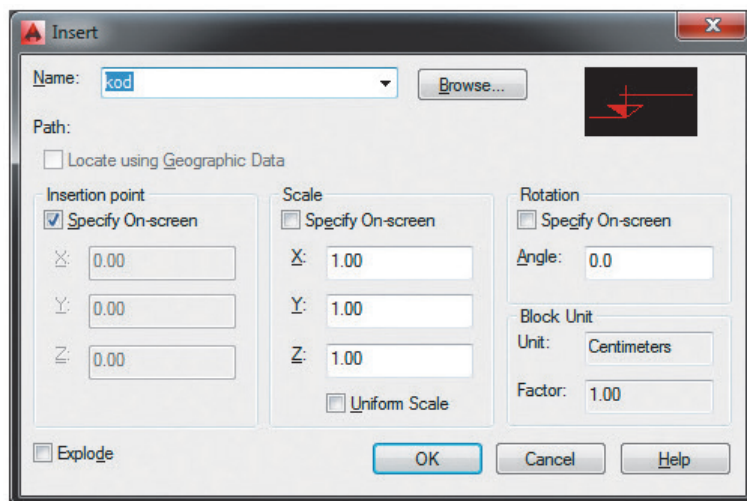 Insert
Name: kod Browse...
Path:
Locate using Geographic Data
Insertion point
Specify On-screen
X: 0.00
Y: 0.00
Z: 0.00
Scale
Specify On-screen
X: 1.00
Y: 1.00
Z: 1.00
Uniform Scale
Rotation
Specify On-screen
Angle: 0.0
Block Unit
Unit: Centimeters
Factor: 1.00
Explode
OK Cancel Help